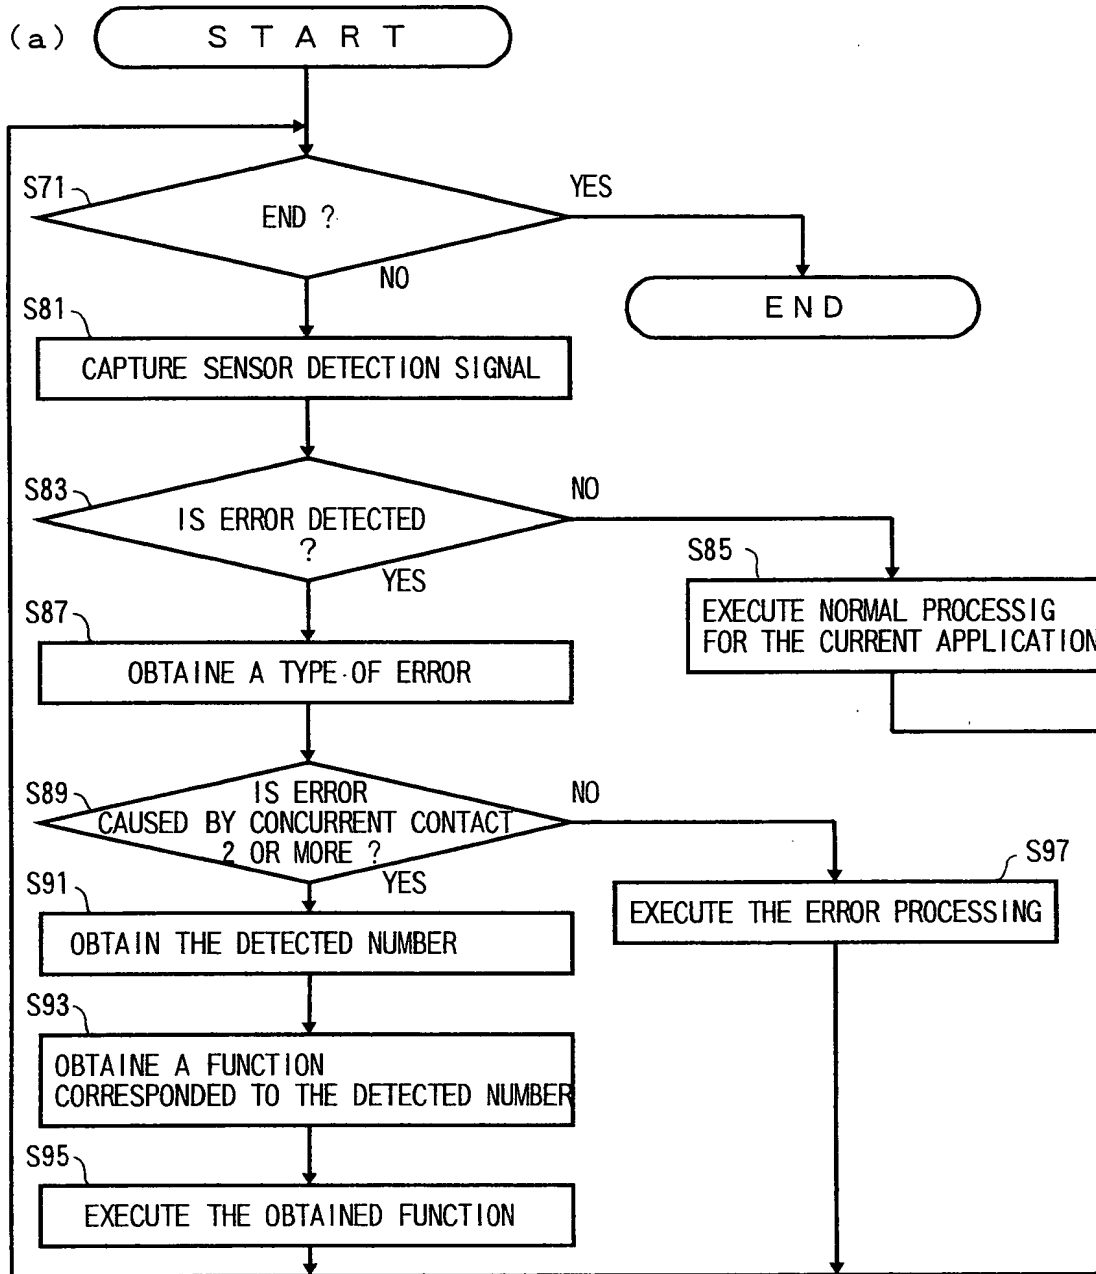 (a)
START
S71
END ?
YES
NO
END
S81
CAPTURE SENSOR DETECTION SIGNAL
S83
IS ERROR DETECTED
?
NO
YES
S85
EXECUTE NORMAL PROCESSIG
FOR THE CURRENT APPLICATION
S87
OBTAINE A TYPE OF ERROR
S89
IS ERROR
CAUSED BY CONCURRENT CONTACT
2 OR MORE ?
NO
YES
S97
EXECUTE THE ERROR PROCESSING
S91
OBTAIN THE DETECTED NUMBER
S93
OBTAINE A FUNCTION
CORRESPONDED TO THE DETECTED NUMBER
S95
EXECUTE THE OBTAINED FUNCTION